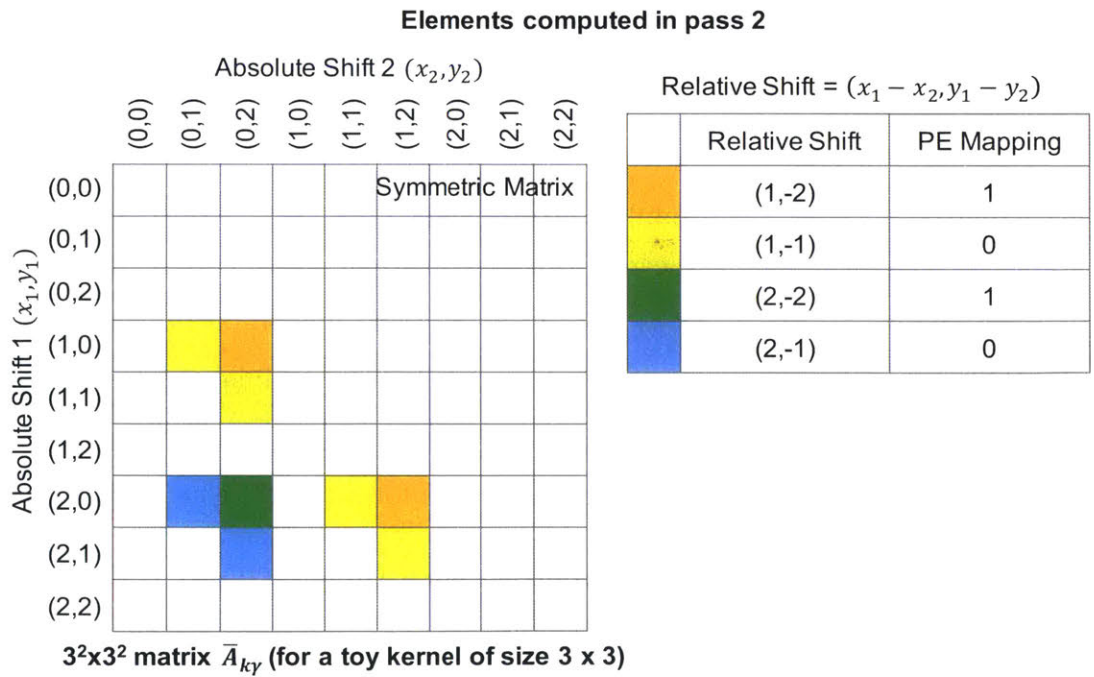 Elements computed in pass 2
Absolute Shift 2 (x₂,y₂)
(0,0) (0,1) (0,2) (1,0) (1,1) (1,2) (2,0) (2,1) (2,2)
Absolute Shift 1 (x₁,y₁)
(0,0) Symmetric Matrix
(0,1)
(0,2)
(1,0)
(1,1)
(1,2)
(2,0)
(2,1)
(2,2)
3²x3² matrix A̅ₖᵧ (for a toy kernel of size 3 x 3)
Relative Shift = (x₁ − x₂,y₁ − y₂)
Relative Shift PE Mapping
(1,-2) 1
(1,-1) 0
(2,-2) 1
(2,-1) 0